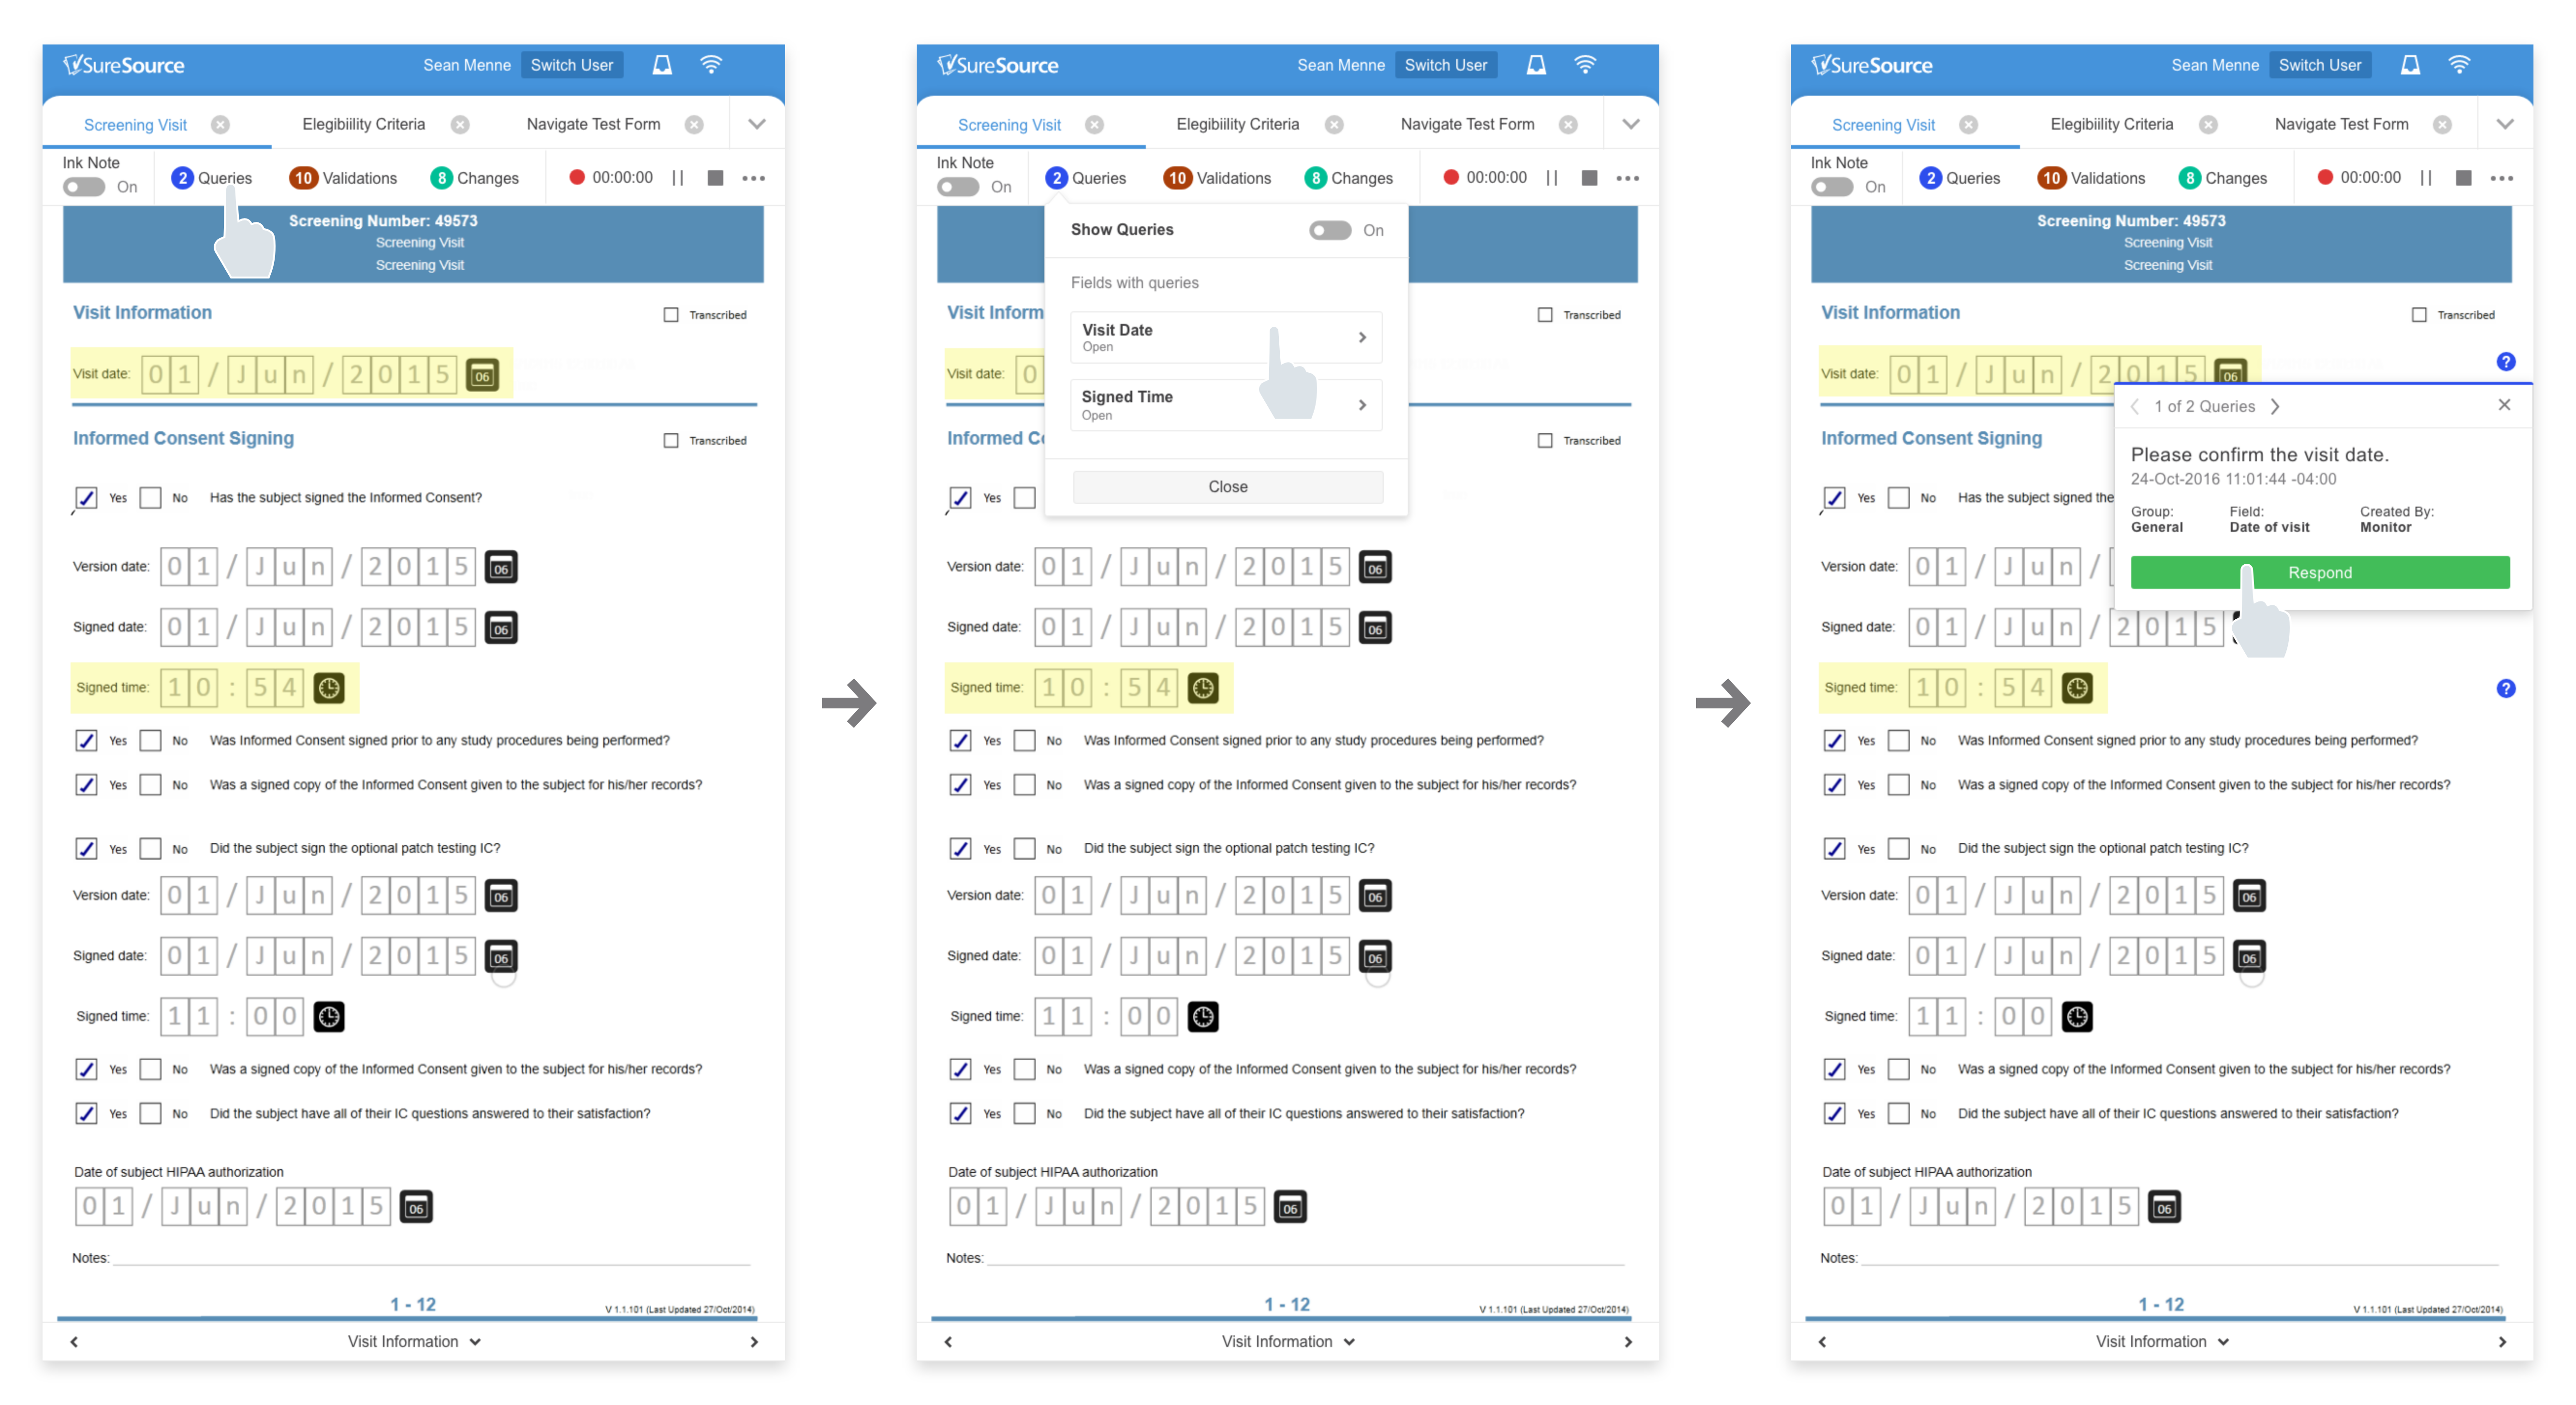 SureSource
Sean Menne Switch User
Screening Visit Elegibiility Criteria Navigate Test Form
Ink Note
On 2 Queries 10 Validations 8 Changes 00:00:00
Screening Number: 49573
Screening Visit
Screening Visit
Visit Information Transcribed
Visit date: 01 / Jun / 2015 06
Informed Consent Signing Transcribed
Yes No Has the subject signed the Informed Consent?
Version date: 01 / Jun / 2015 06
Signed date: 01 / Jun / 2015 06
Signed time: 10 : 54
Yes No Was Informed Consent signed prior to any study procedures being performed?
Yes No Was a signed copy of the Informed Consent given to the subject for his/her records?
Yes No Did the subject sign the optional patch testing IC?
Version date: 01 / Jun / 2015 06
Signed date: 01 / Jun / 2015 06
Signed time: 11 : 00
Yes No Was a signed copy of the Informed Consent given to the subject for his/her records?
Yes No Did the subject have all of their IC questions answered to their satisfaction?
Date of subject HIPAA authorization
01 / Jun / 2015 06
Notes:
1 - 12 V 1.1.101 (Last Updated 27/Oct/2014)
Visit Information
SureSource
Sean Menne Switch User
Screening Visit Elegibiility Criteria Navigate Test Form
Ink Note
On 2 Queries 10 Validations 8 Changes 00:00:00
Show Queries On
Fields with queries
Visit Date
Open
Signed Time
Open
Close
Visit Inform Transcribed
Visit date: 0
Informed C Transcribed
Yes
Version date: 01 / Jun / 2015 06
Signed date: 01 / Jun / 2015 06
Signed time: 10 : 54
Yes No Was Informed Consent signed prior to any study procedures being performed?
Yes No Was a signed copy of the Informed Consent given to the subject for his/her records?
Yes No Did the subject sign the optional patch testing IC?
Version date: 01 / Jun / 2015 06
Signed date: 01 / Jun / 2015 06
Signed time: 11 : 00
Yes No Was a signed copy of the Informed Consent given to the subject for his/her records?
Yes No Did the subject have all of their IC questions answered to their satisfaction?
Date of subject HIPAA authorization
01 / Jun / 2015 06
Notes:
1 - 12 V 1.1.101 (Last Updated 27/Oct/2014)
Visit Information
SureSource
Sean Menne Switch User
Screening Visit Elegibiility Criteria Navigate Test Form
Ink Note
On 2 Queries 10 Validations 8 Changes 00:00:00
Screening Number: 49573
Screening Visit
Screening Visit
Visit Information Transcribed
Visit date: 01 / Jun / 2015 06 ?
1 of 2 Queries
Please confirm the visit date.
24-Oct-2016 11:01:44 -04:00
Group: Field: Created By:
General Date of visit Monitor
Respond
Informed Consent Signing
Yes No Has the subject signed the
Version date: 01 / Jun /
Signed date: 01 / Jun / 2015
Signed time: 10 : 54 ?
Yes No Was Informed Consent signed prior to any study procedures being performed?
Yes No Was a signed copy of the Informed Consent given to the subject for his/her records?
Yes No Did the subject sign the optional patch testing IC?
Version date: 01 / Jun / 2015 06
Signed date: 01 / Jun / 2015 06
Signed time: 11 : 00
Yes No Was a signed copy of the Informed Consent given to the subject for his/her records?
Yes No Did the subject have all of their IC questions answered to their satisfaction?
Date of subject HIPAA authorization
01 / Jun / 2015 06
Notes:
1 - 12 V 1.1.101 (Last Updated 27/Oct/2014)
Visit Information